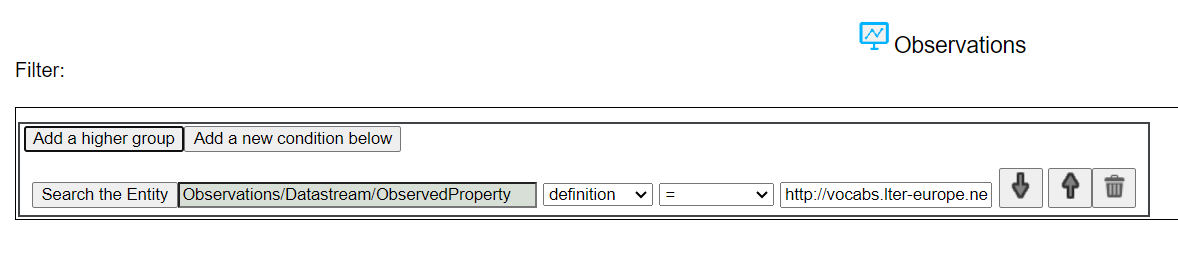 Observations
Filter:
Add a higher group Add a new condition below
Search the Entity Observations/Datastream/ObservedProperty definition = http://vocabs.lter-europe.ne